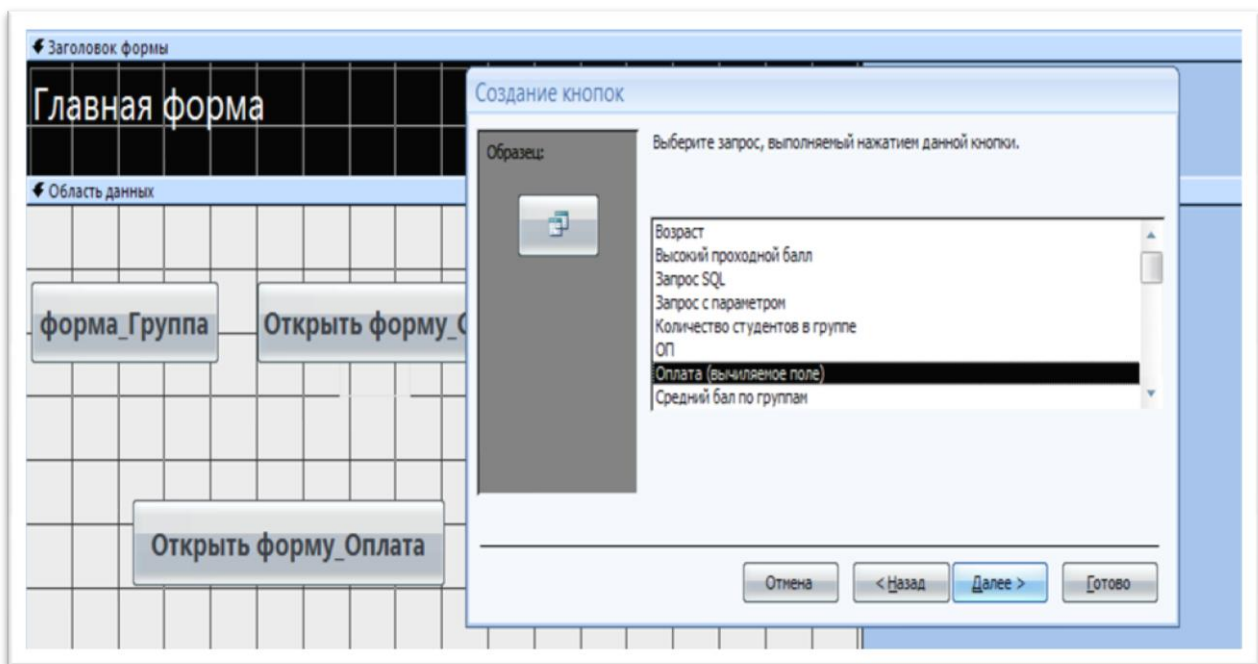 Заголовок формы
Главная форма
Область данных
форма_Группа
Открыть форму_
Открыть форму_Оплата
Создание кнопок
Образец:
Выберите запрос, выполняемый нажатием данной кнопки.
Возраст
Высокий проходной балл
Запрос SQL
Запрос с параметром
Количество студентов в группе
ОП
Оплата (вычиляемое поле)
Средний бал по группам
Отмена
< Назад
Далее >
Готово